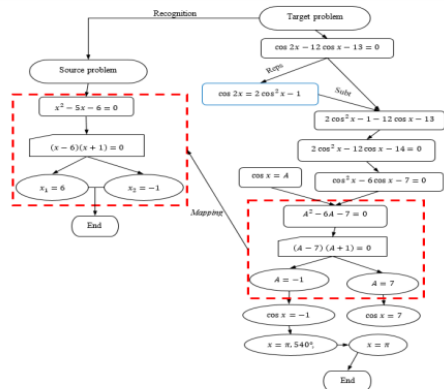 Recognition
Target problem
cos 2x − 12 cos x − 13 = 0
Source problem
Reps
Subt
x² − 5x − 6 = 0
cos 2x = 2 cos² x − 1
2 cos² x − 1 − 12 cos x − 13
(x − 6)(x + 1) = 0
2 cos² x − 12 cos x − 14 = 0
cos x = A
cos² x − 6 cos x − 7 = 0
x₁ = 6
x₂ = −1
Mapping
A² − 6A − 7 = 0
End
(A − 7) (A + 1) = 0
A = −1
A = 7
cos x = −1
cos x = 7
x = π, 540°,
x = π
End